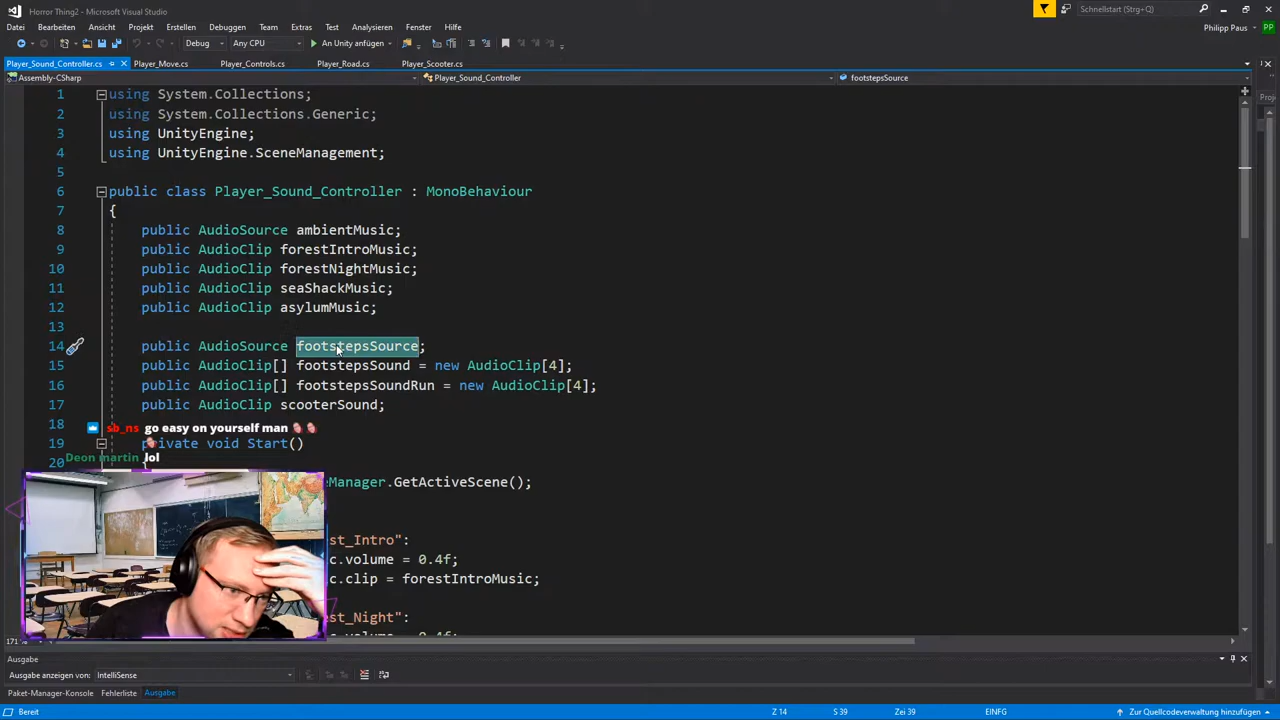 Horror Thing2 - Microsoft Visual Studio
Schnellstart (Strg+Q)
Datei Bearbeiten Ansicht Projekt Erstellen Debuggen Team Extras Test Analysieren Fenster Hilfe
Philipp Paus PP
Debug Any CPU An Unity anfügen
Player_Sound_Controller.cs Player_Move.cs Player_Controls.cs Player_Road.cs Player_Scooter.cs
Assembly-CSharp Player_Sound_Controller footstepsSource
Proj
1 using System.Collections;
2 using System.Collections.Generic;
3 using UnityEngine;
4 using UnityEngine.SceneManagement;
5
6 public class Player_Sound_Controller : MonoBehaviour
7 {
8 public AudioSource ambientMusic;
9 public AudioClip forestIntroMusic;
10 public AudioClip forestNightMusic;
11 public AudioClip seaShackMusic;
12 public AudioClip asylumMusic;
13
14 public AudioSource footstepsSource;
15 public AudioClip[] footstepsSound = new AudioClip[4];
16 public AudioClip[] footstepsSoundRun = new AudioClip[4];
17 public AudioClip scooterSound;
18
sb_ns go easy on yourself man
19 private void Start()
Deon martin lol
20 {
eManager.GetActiveScene();
st_Intro":
c.volume = 0.4f;
c.clip = forestIntroMusic;
st_Night":
c.volume = 0.4f;
171 %
Ausgabe
Ausgabe anzeigen von: IntelliSense
Paket-Manager-Konsole Fehlerliste Ausgabe
Bereit Z 14 S 39 Zei 39 EINFG Zur Quellcodeverwaltung hinzufügen